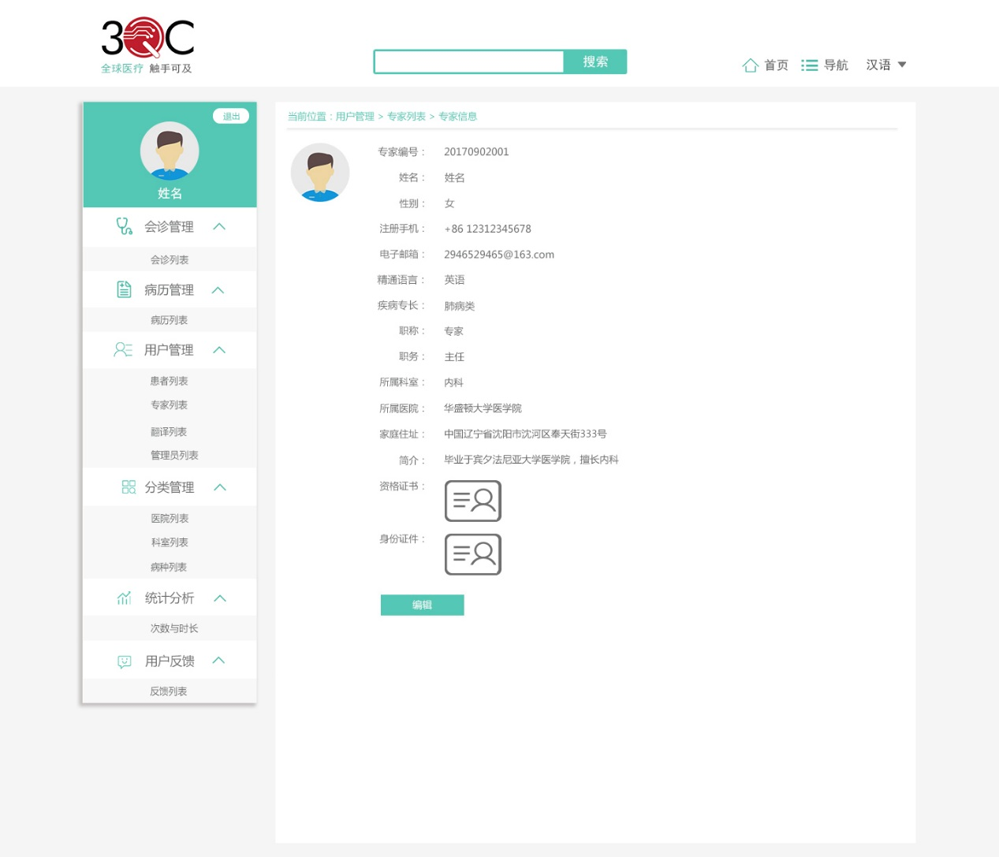 3QC
全球医疗 触手可及
搜索
首页
导航
汉语
退出
姓名
会诊管理
会诊列表
病历管理
病历列表
用户管理
患者列表
专家列表
翻译列表
管理员列表
分类管理
医院列表
科室列表
病种列表
统计分析
次数与时长
用户反馈
反馈列表
当前位置：用户管理 > 专家列表 > 专家信息
专家编号： 20170902001
姓名： 姓名
性别： 女
注册手机： +86 12312345678
电子邮箱： 2946529465@163.com
精通语言： 英语
疾病专长： 肺病类
职称： 专家
职务： 主任
所属科室： 内科
所属医院： 华盛顿大学医学院
家庭住址： 中国辽宁省沈阳市沈河区奉天街333号
简介： 毕业于宾夕法尼亚大学医学院，擅长内科
资格证书：
身份证件：
编辑